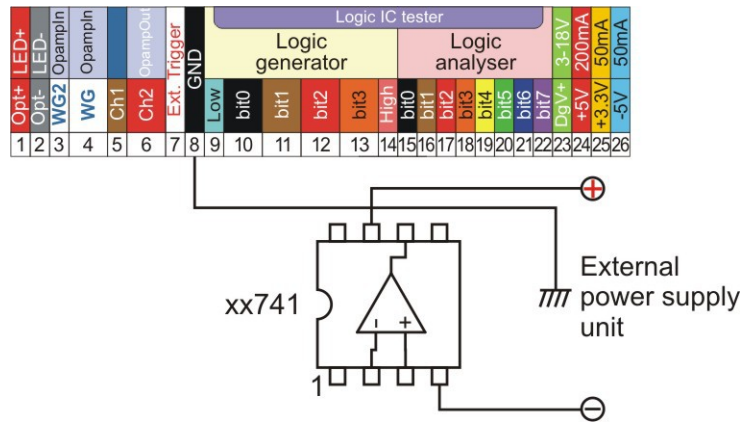 Logic IC tester
Opt+ LED+
Opt- LED-
WG2 OpampIn
WG OpampIn
Ch1
Ch2 OpampOut
Ext. Trigger
GND
Logic
generator
Low
bit0
bit1
bit2
bit3
High
Logic
analyser
bit0
bit1
bit2
bit3
bit4
bit5
bit6
bit7
DgV+ 3-18V
+5V 200mA
+3.3V 50mA
-5V 50mA
1 2 3 4 5 6 7 8 9 10 11 12 13 14 15 16 17 18 19 20 21 22 23 24 25 26
+
External
power supply
unit
xx741
- +
1
−